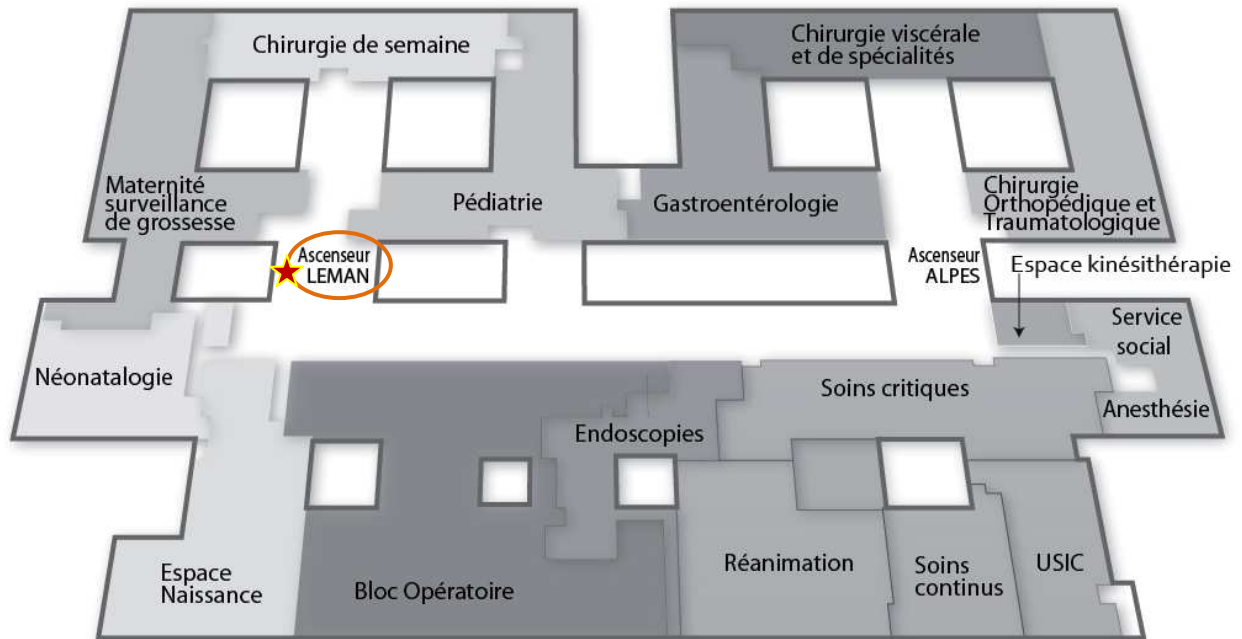 Chirurgie de semaine
Chirurgie viscérale
et de spécialités
Maternité
surveillance
de grossesse
Pédiatrie
Gastroentérologie
Chirurgie
Orthopédique et
Traumatologique
Ascenseur
LEMAN
Ascenseur
ALPES
Espace kinésithérapie
Service
social
Néonatalogie
Soins critiques
Anesthésie
Endoscopies
Réanimation
Soins
continus
USIC
Espace
Naissance
Bloc Opératoire